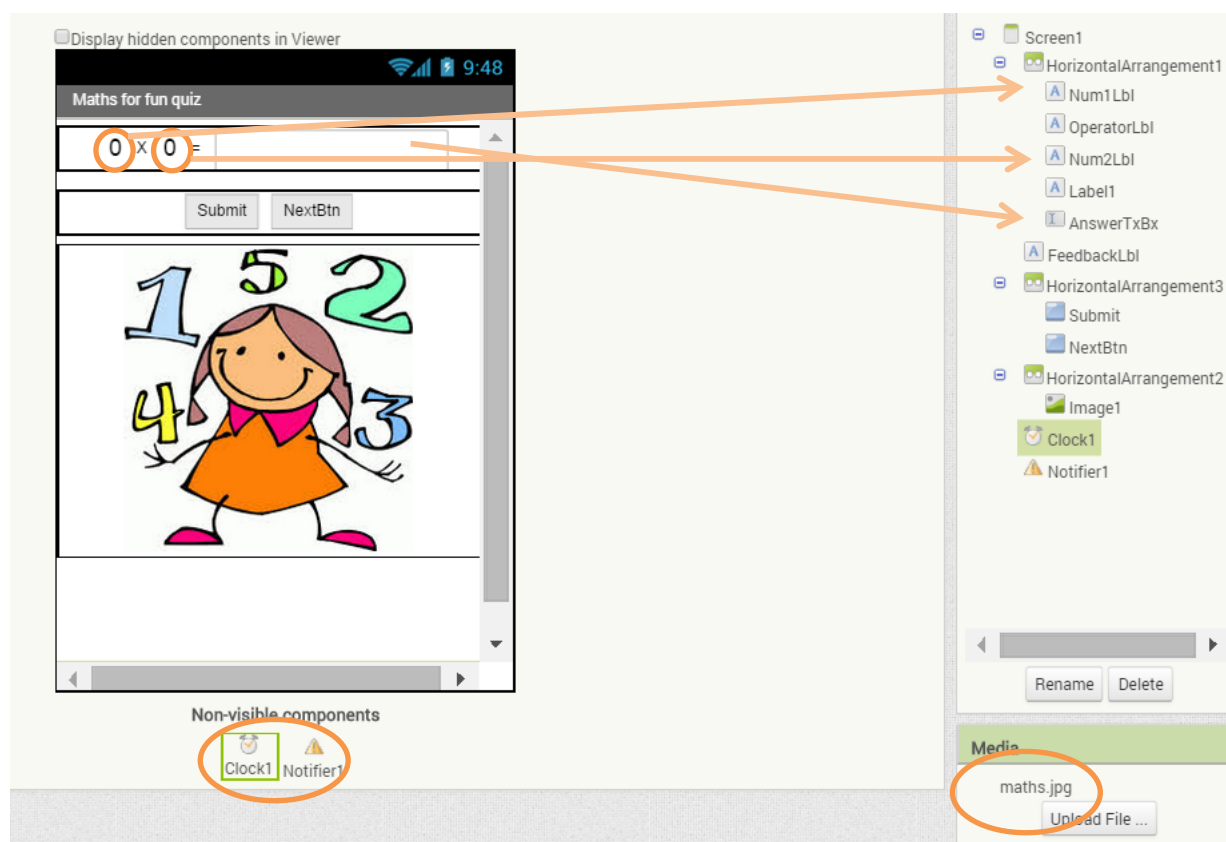 Display hidden components in Viewer
9:48
Maths for fun quiz
0 x 0 =
Submit NextBtn
1 5 2
4 3
Non-visible components
Clock1 Notifier1
Screen1
HorizontalArrangement1
Num1Lbl
OperatorLbl
Num2Lbl
Label1
AnswerTxBx
FeedbackLbl
HorizontalArrangement3
Submit
NextBtn
HorizontalArrangement2
Image1
Clock1
Notifier1
Rename Delete
Media
maths.jpg
Upload File ...